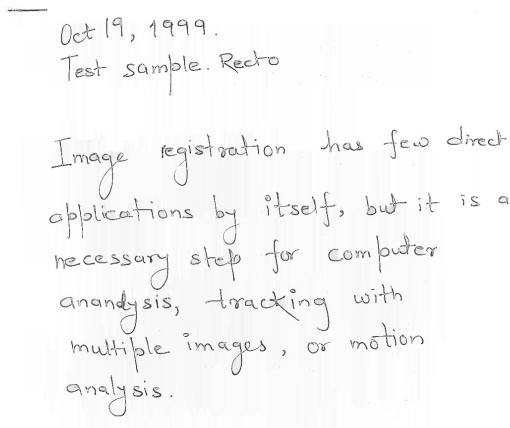 Oct 19, 1999.
Test sample. Recto
Image registration has few direct
applications by itself, but it is a
necessary step for computer
anandysis, tracking with
multiple images, or motion
analysis.